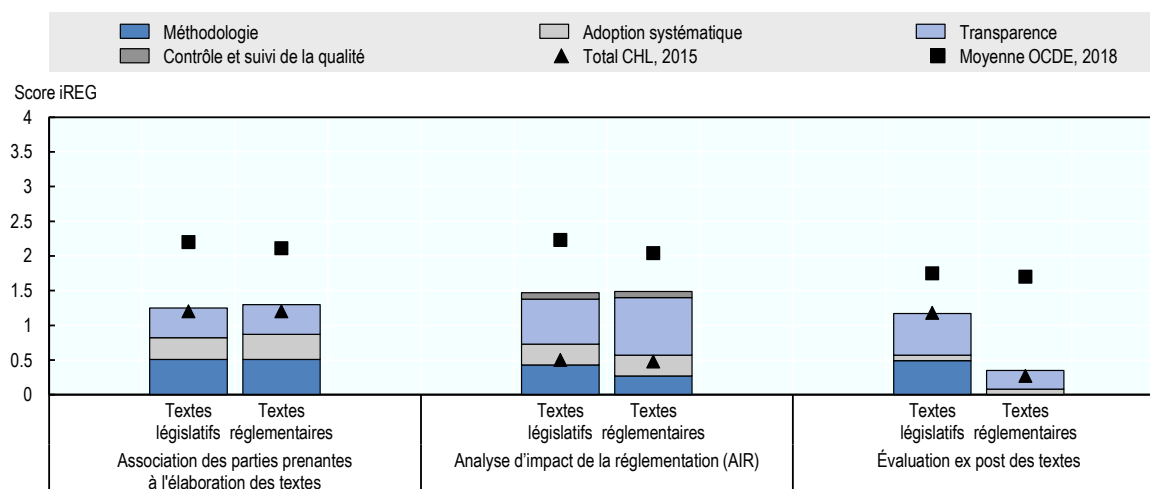 Méthodologie
Adoption systématique
Transparence
Contrôle et suivi de la qualité
Total CHL, 2015
Moyenne OCDE, 2018
Score iREG
4
3.5
3
2.5
2
1.5
1
0.5
0
Textes législatifs
Textes réglementaires
Textes législatifs
Textes réglementaires
Textes législatifs
Textes réglementaires
Association des parties prenantes
à l'élaboration des textes
Analyse d’impact de la réglementation (AIR)
Évaluation ex post des textes